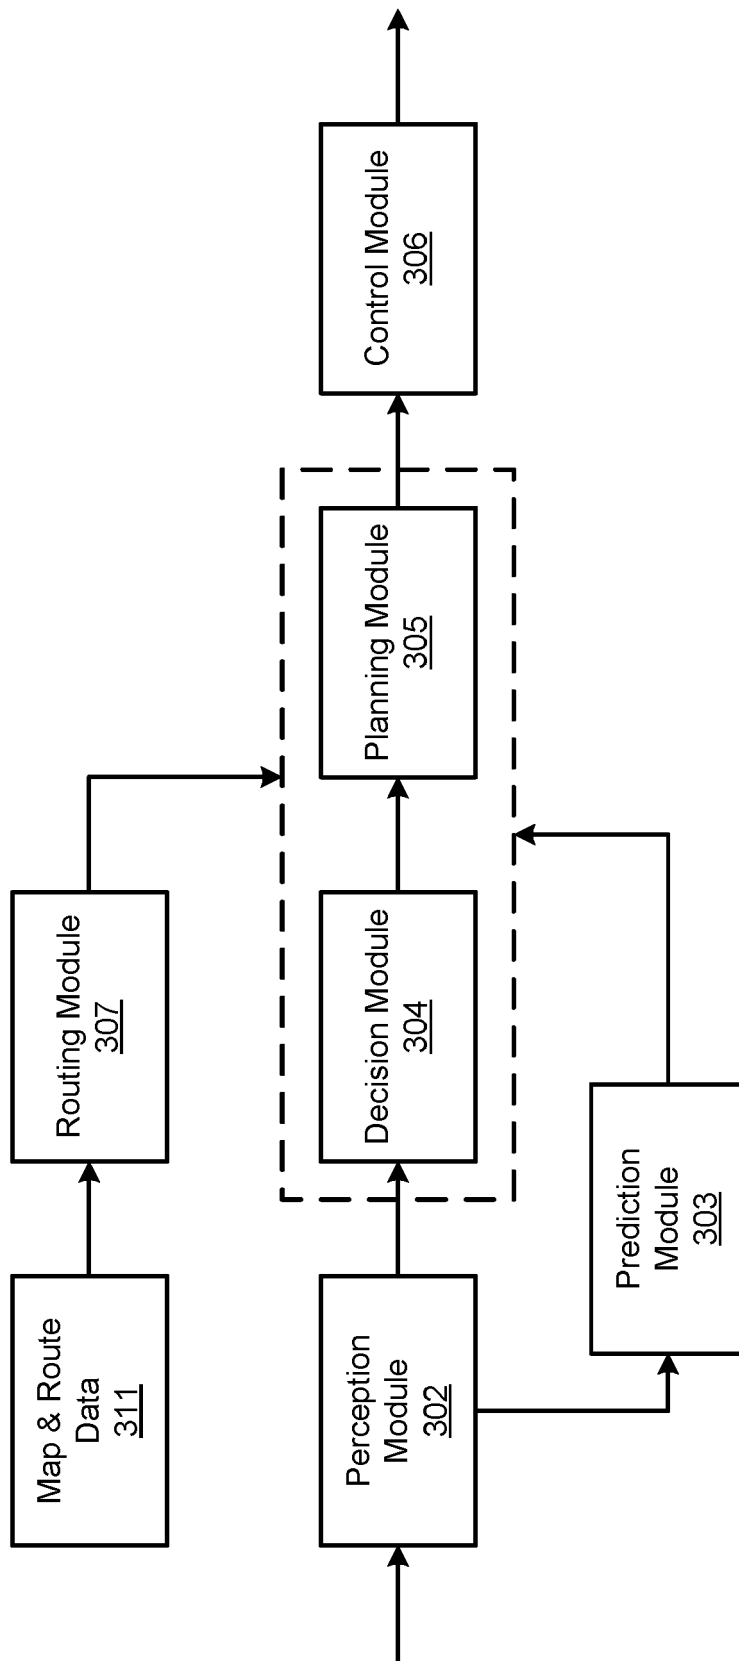 Map & Route
Data
311
Routing Module
307
Perception
Module
302
Decision Module
304
Planning Module
305
Control Module
306
Prediction
Module
303